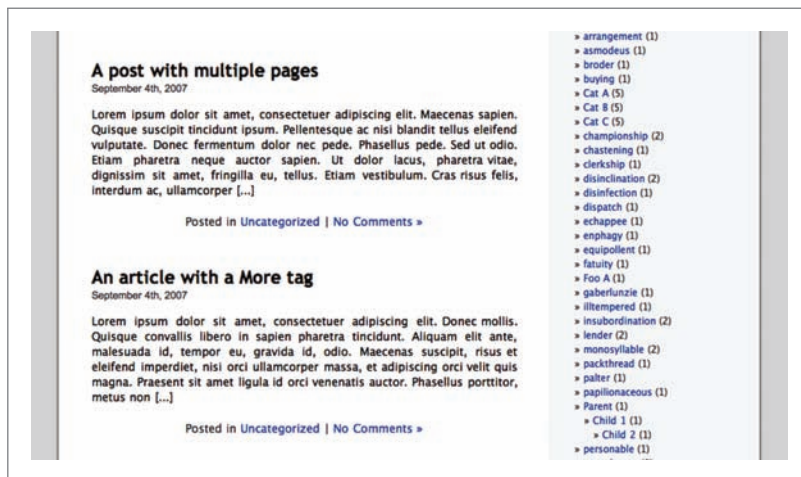 A post with multiple pages
September 4th, 2007
Lorem ipsum dolor sit amet, consectetuer adipiscing elit. Maecenas sapien.
Quisque suscipit tincidunt ipsum. Pellentesque ac nisi blandit tellus eleifend
vulputate. Donec fermentum dolor nec pede. Phasellus pede. Sed ut odio.
Etiam pharetra neque auctor sapien. Ut dolor lacus, pharetra vitae,
dignissim sit amet, fringilla eu, tellus. Etiam vestibulum. Cras risus felis,
interdum ac, ullamcorper [...]
Posted in Uncategorized | No Comments »
An article with a More tag
September 4th, 2007
Lorem ipsum dolor sit amet, consectetuer adipiscing elit. Donec mollis.
Quisque convallis libero in sapien pharetra tincidunt. Aliquam elit ante,
malesuada id, tempor eu, gravida id, odio. Maecenas suscipit, risus et
eleifend imperdiet, nisi orci ullamcorper massa, et adipiscing orci velit quis
magna. Praesent sit amet ligula id orci venenatis auctor. Phasellus porttitor,
metus non [...]
Posted in Uncategorized | No Comments »
» arrangement (1)
» asmodeus (1)
» broder (1)
» buying (1)
» Cat A (5)
» Cat B (5)
» Cat C (5)
» championship (2)
» chastening (1)
» clerkship (1)
» disinclination (2)
» disinfection (1)
» dispatch (1)
» echappee (1)
» enphagy (1)
» equipollent (1)
» fatuity (1)
» Foo A (1)
» gaberlunzie (1)
» illtempered (1)
» insubordination (2)
» lender (2)
» monosyllable (2)
» packthread (1)
» palter (1)
» papilionaceous (1)
» Parent (1)
» Child 1 (1)
» Child 2 (1)
» personable (1)